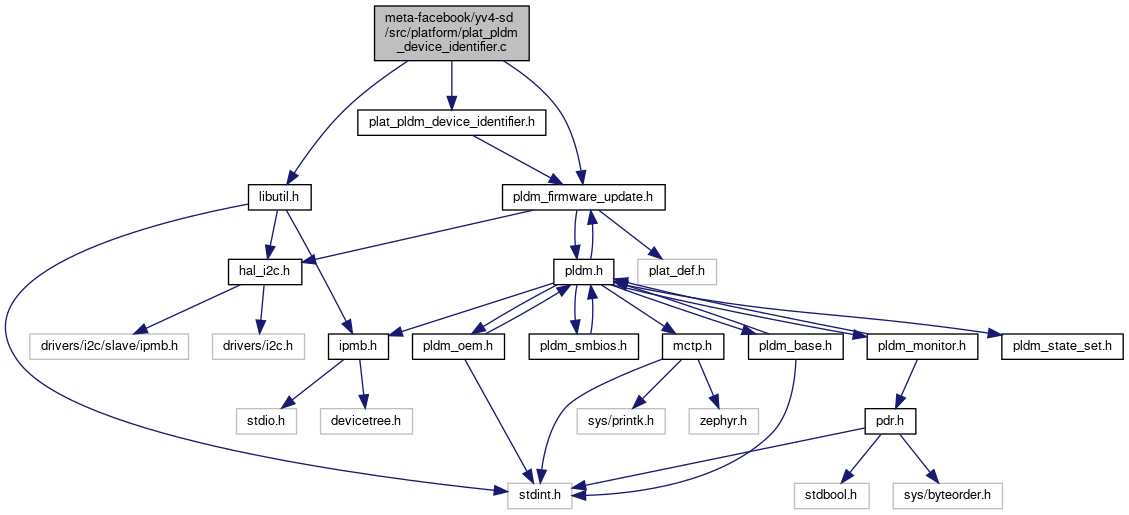 meta-facebook/yv4-sd
/src/platform/plat_pldm
_device_identifier.c
plat_pldm_device_identifier.h
libutil.h
pldm_firmware_update.h
hal_i2c.h
pldm.h
plat_def.h
drivers/i2c/slave/ipmb.h
drivers/i2c.h
ipmb.h
pldm_oem.h
pldm_smbios.h
mctp.h
pldm_base.h
pldm_monitor.h
pldm_state_set.h
stdio.h
devicetree.h
sys/printk.h
zephyr.h
pdr.h
stdint.h
stdbool.h
sys/byteorder.h